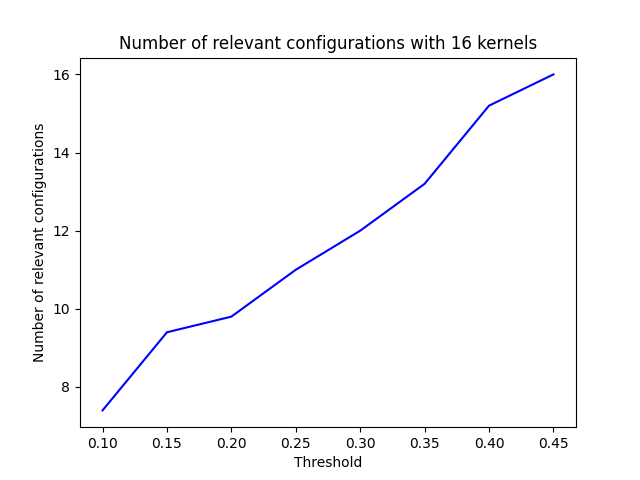 Number of relevant configurations with 16 kernels
Number of relevant configurations
16
14
12
10
8
0.10 0.15 0.20 0.25 0.30 0.35 0.40 0.45
Threshold